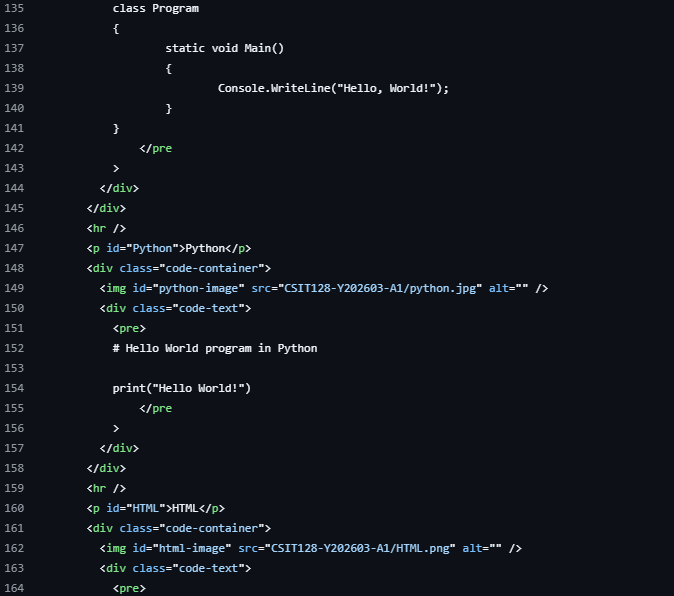 135 class Program
136 {
137 static void Main()
138 {
139 Console.WriteLine("Hello, World!");
140 }
141 }
142 </pre
143 >
144 </div>
145 </div>
146 <hr />
147 <p id="Python">Python</p>
148 <div class="code-container">
149 <img id="python-image" src="CSIT128-Y202603-A1/python.jpg" alt="" />
150 <div class="code-text">
151 <pre>
152 # Hello World program in Python
153
154 print("Hello World!")
155 </pre
156 >
157 </div>
158 </div>
159 <hr />
160 <p id="HTML">HTML</p>
161 <div class="code-container">
162 <img id="html-image" src="CSIT128-Y202603-A1/HTML.png" alt="" />
163 <div class="code-text">
164 <pre>